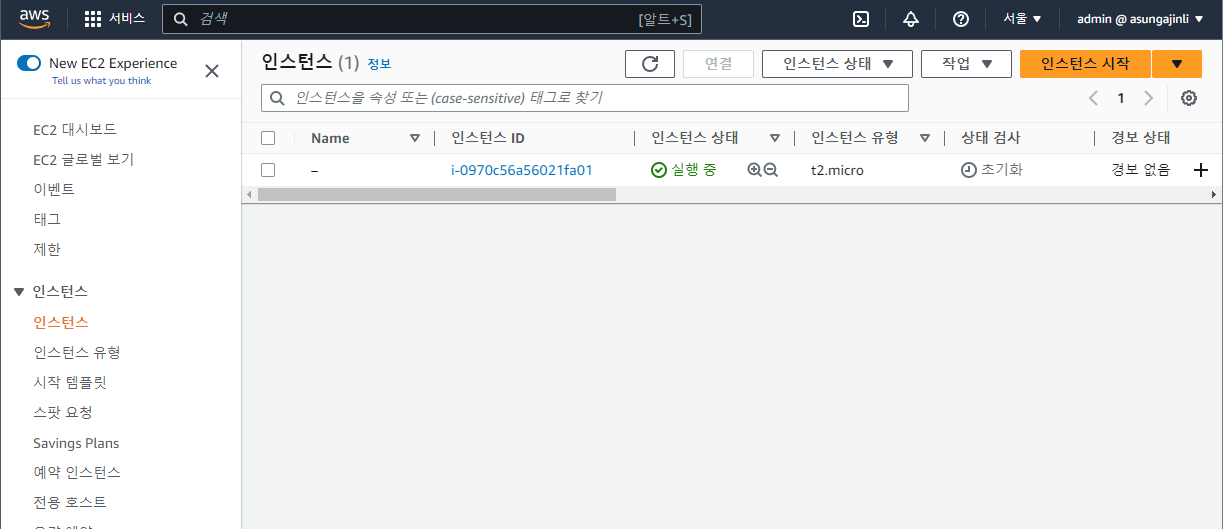 aws 서비스 검색 [알트+S] 서울 admin @ asungajinli
New EC2 Experience
Tell us what you think
EC2 대시보드
EC2 글로벌 보기
이벤트
태그
제한
인스턴스
인스턴스
인스턴스 유형
시작 템플릿
스팟 요청
Savings Plans
예약 인스턴스
전용 호스트
인스턴스 (1) 정보 연결 인스턴스 상태 작업 인스턴스 시작
인스턴스을 속성 또는 (case-sensitive) 태그로 찾기 1
Name 인스턴스 ID 인스턴스 상태 인스턴스 유형 상태 검사 경보 상태
– i-0970c56a56021fa01 실행 중 t2.micro 초기화 경보 없음